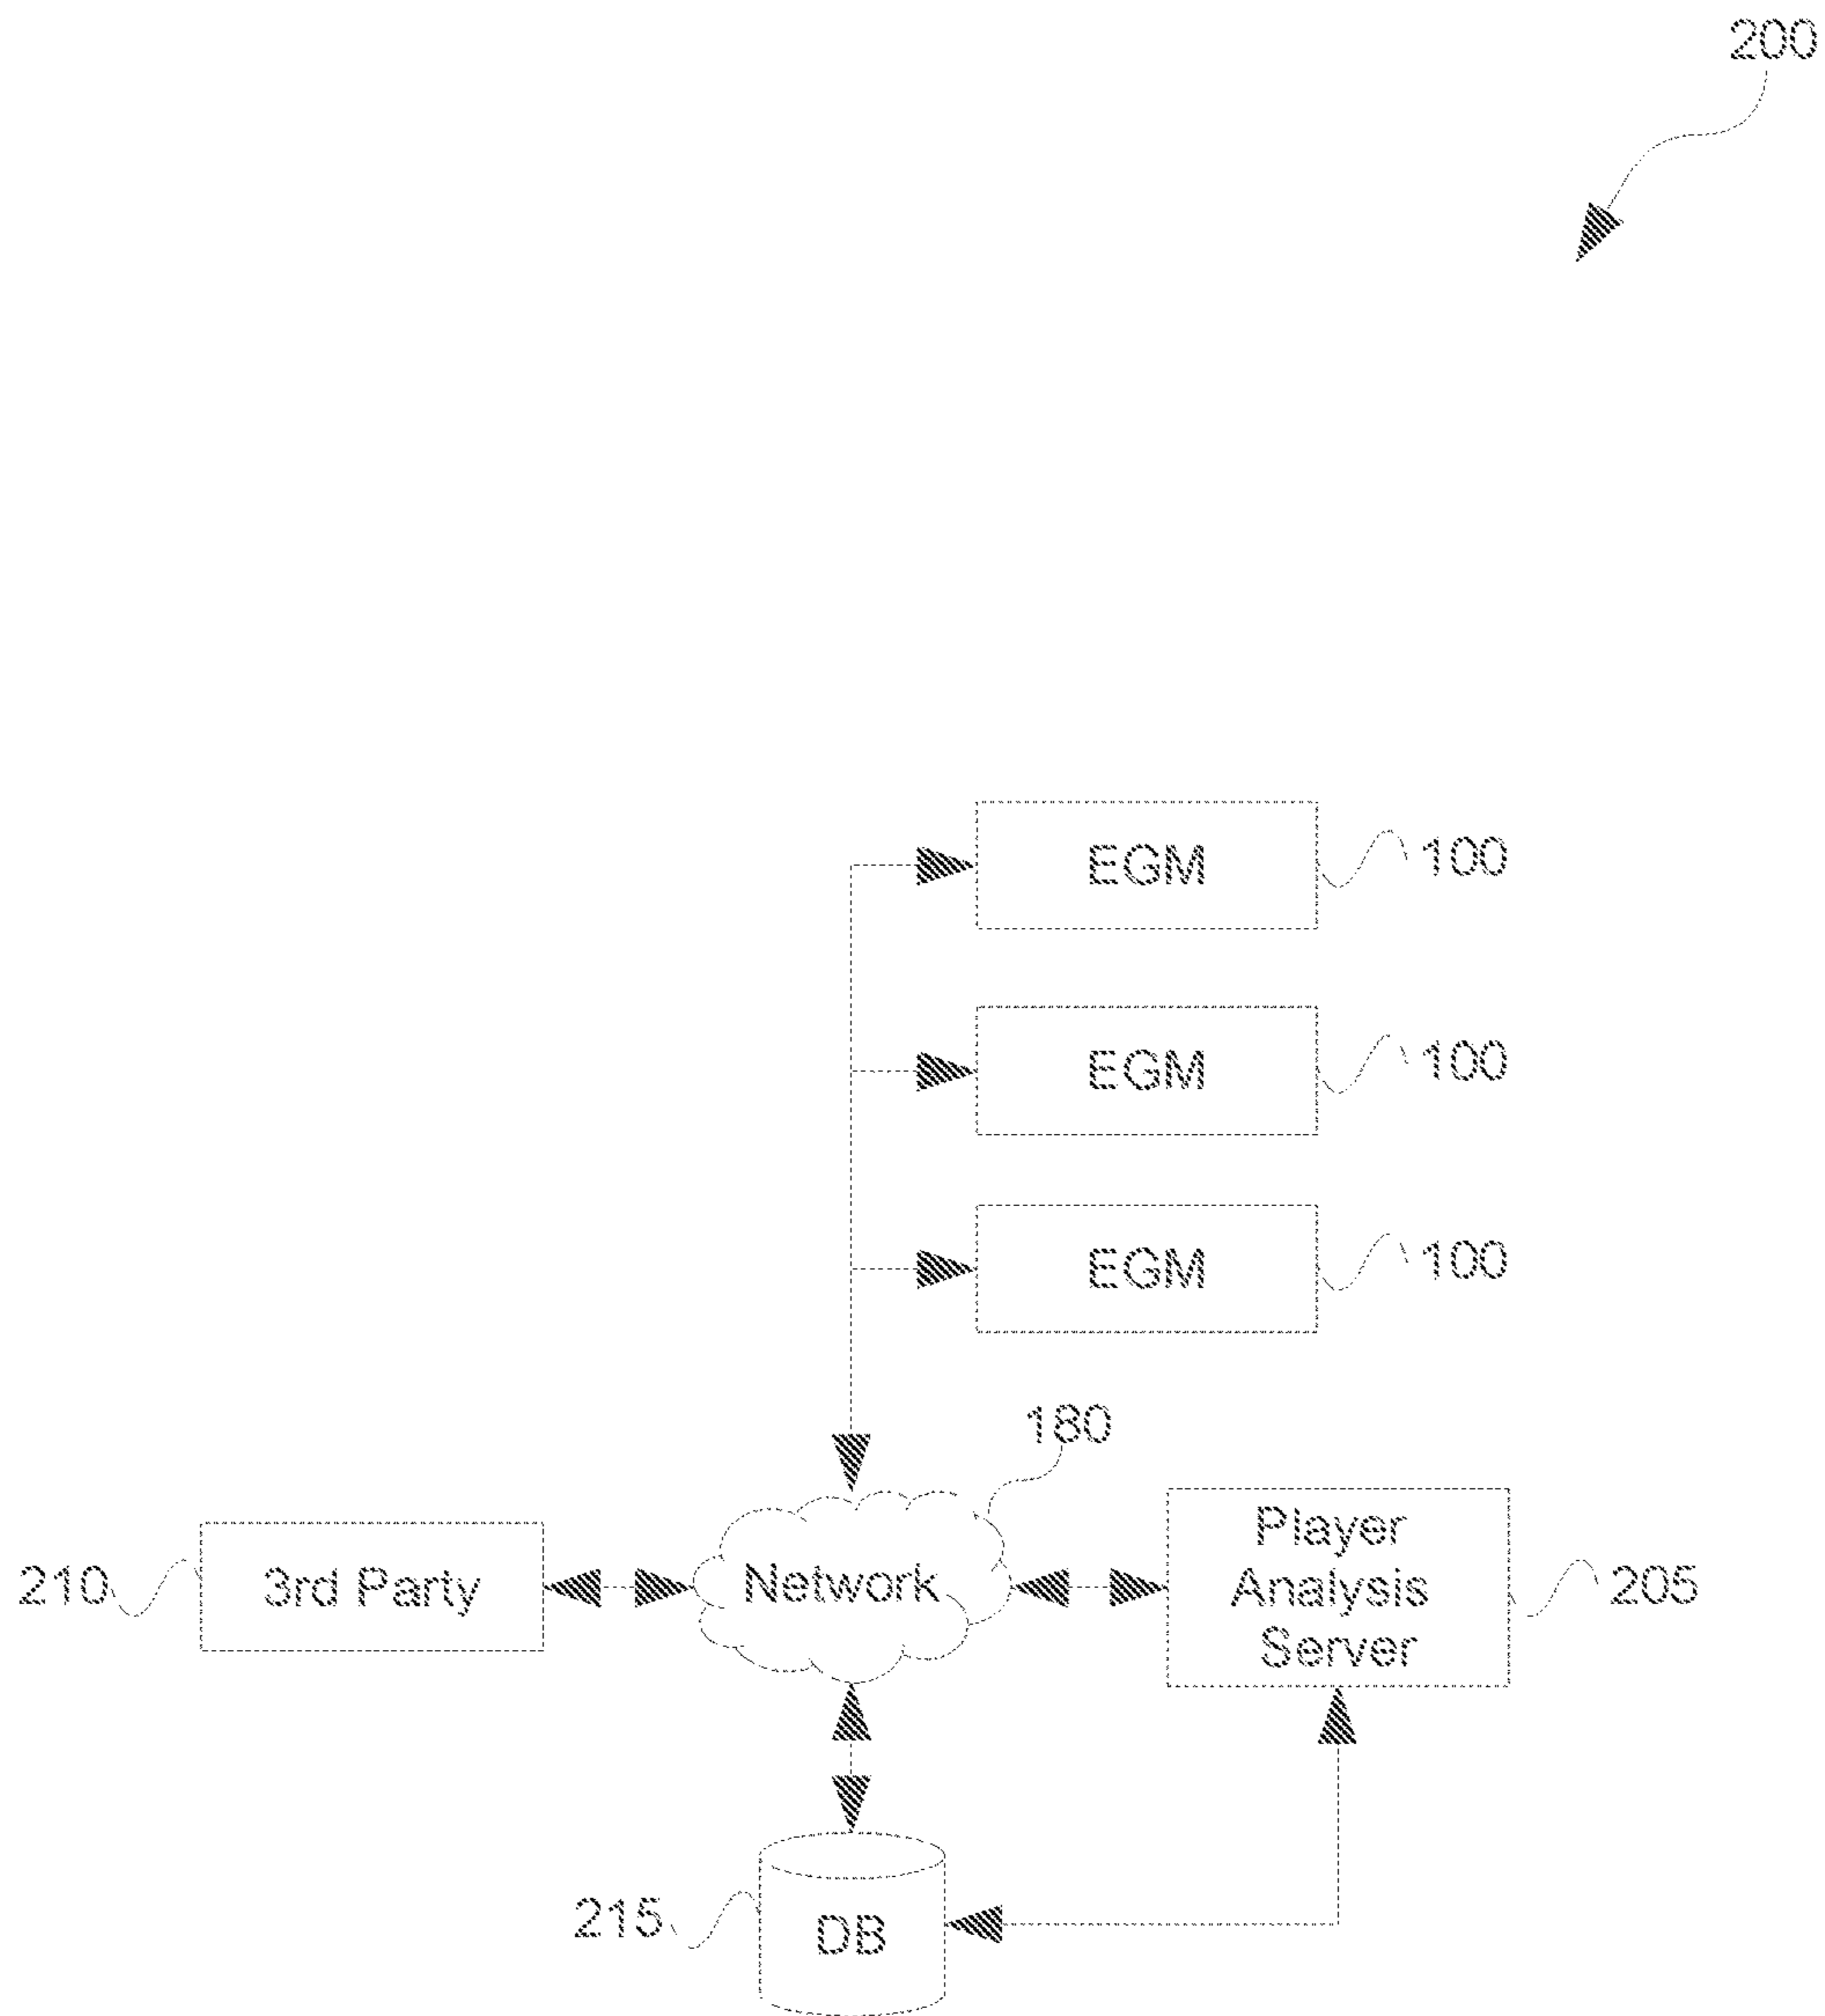 200
EGM
100
EGM
100
EGM
100
180
210
3rd Party
Network
Player
Analysis
Server
205
215
DB